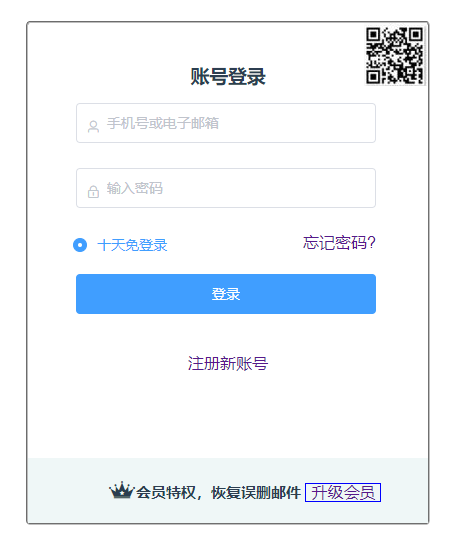 账号登录
手机号或电子邮箱
输入密码
十天免登录 忘记密码?
登录
注册新账号
会员特权，恢复误删邮件 升级会员